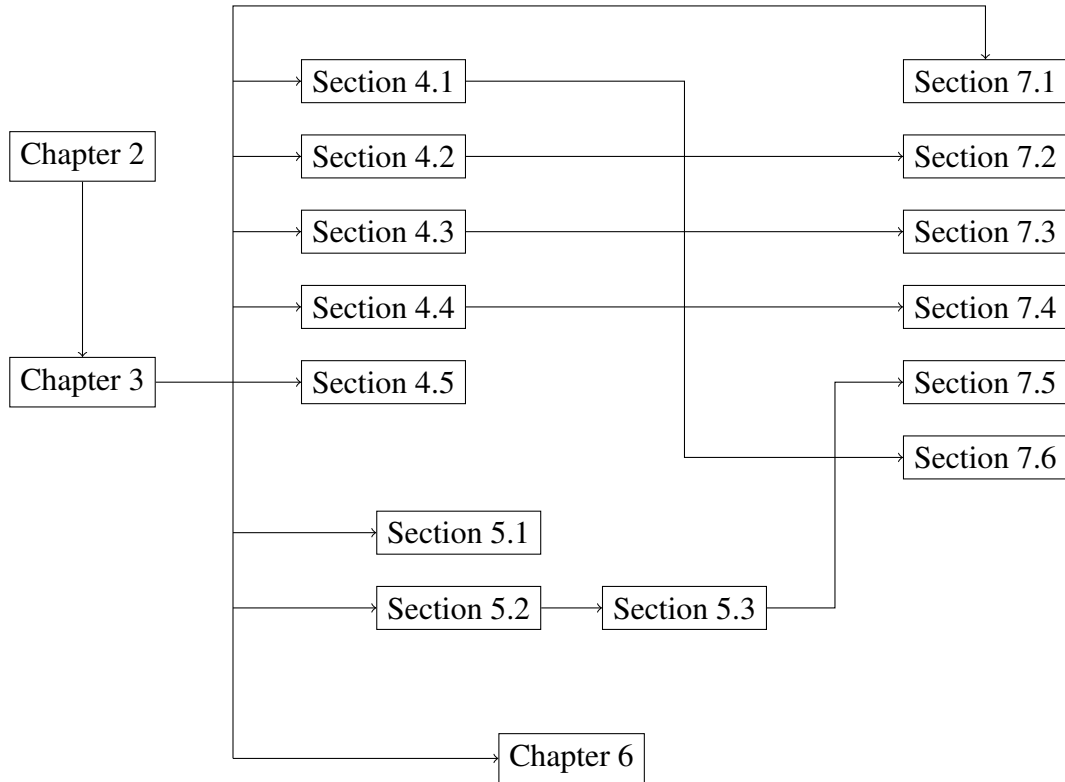 Section 4.1
Section 7.1
Chapter 2
Section 4.2
Section 7.2
Section 4.3
Section 7.3
Section 4.4
Section 7.4
Chapter 3
Section 4.5
Section 7.5
Section 7.6
Section 5.1
Section 5.2
Section 5.3
Chapter 6